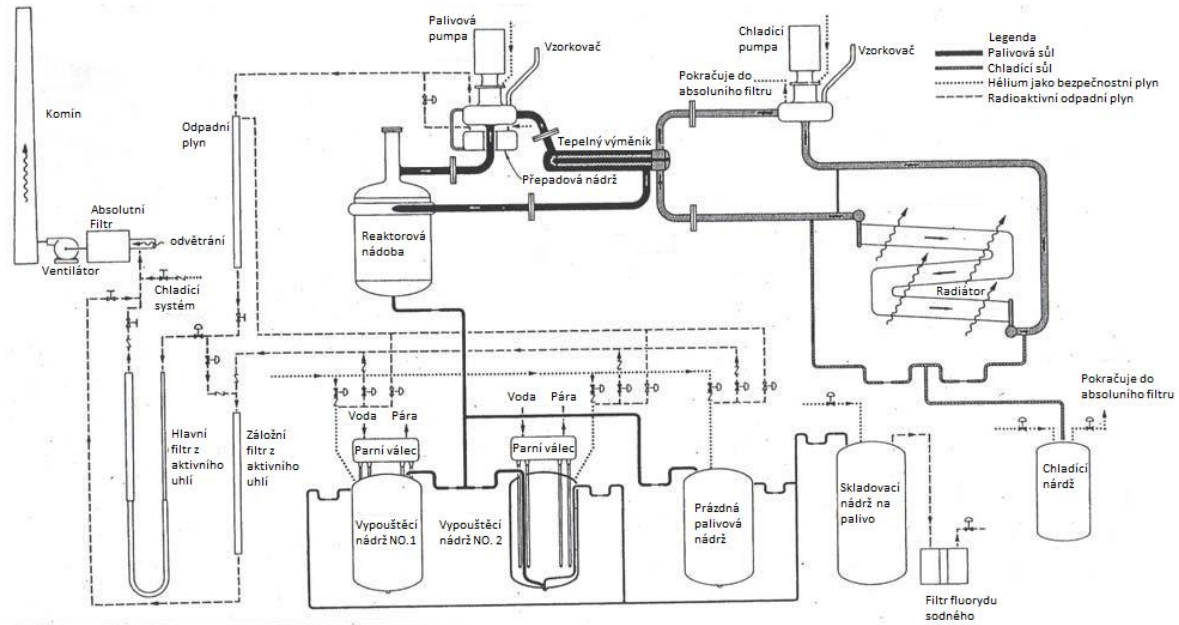 Palivová
pumpa
Vzorkovač
Chladící
pumpa
Vzorkovač
Legenda
Palivová sůl
Chladící sůl
Hélium jako bezpečnostní plyn
Radioaktivní odpadní plyn
Pokračuje do
absoluního filtru
Komín
Odpadní
plyn
Tepelný výměník
Přepadová nádrž
Absolutní
Filtr
odvětrání
Ventilátor
Reaktorová
nádoba
Chladící
systém
Radiátor
Pokračuje do
absoluního filtru
Voda
Pára
Voda
Pára
Hlavní
filtr z
aktivního
uhlí
Záložní
filtr z
aktivního
uhlí
Parní válec
Parní válec
Vypouštěcí
nádrž NO.1
Vypouštěcí
nádrž NO. 2
Prázdná
palivová
nádrž
Skladovací
nádrž na
palivo
Chladící
nárdž
Filtr fluorydu
sodného